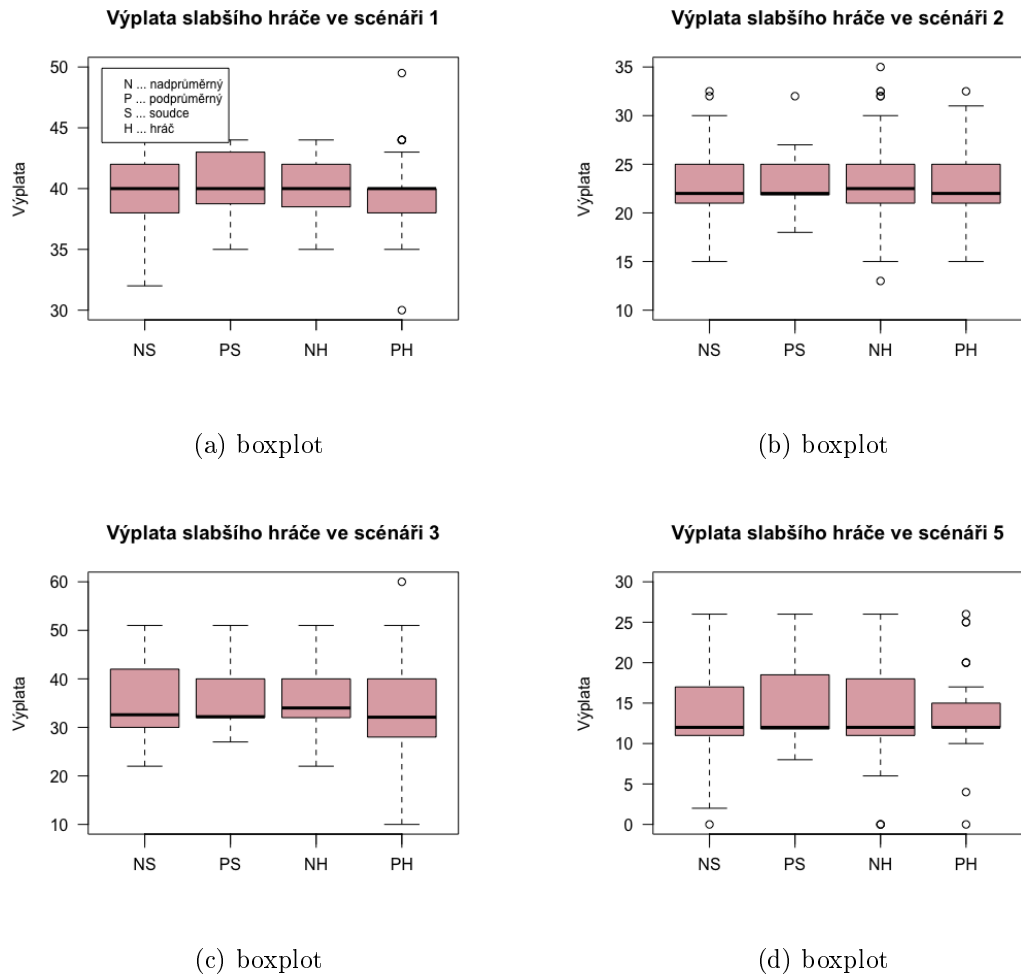 Výplata slabšího hráče ve scénáři 1
50
45
40
35
30
Výplata
N ... nadprůměrný
P ... podprůměrný
S ... soudce
H ... hráč
NS PS NH PH
(a) boxplot
Výplata slabšího hráče ve scénáři 2
35
30
25
20
15
10
Výplata
NS PS NH PH
(b) boxplot
Výplata slabšího hráče ve scénáři 3
60
50
40
30
20
10
Výplata
NS PS NH PH
(c) boxplot
Výplata slabšího hráče ve scénáři 5
30
25
20
15
10
5
0
Výplata
NS PS NH PH
(d) boxplot